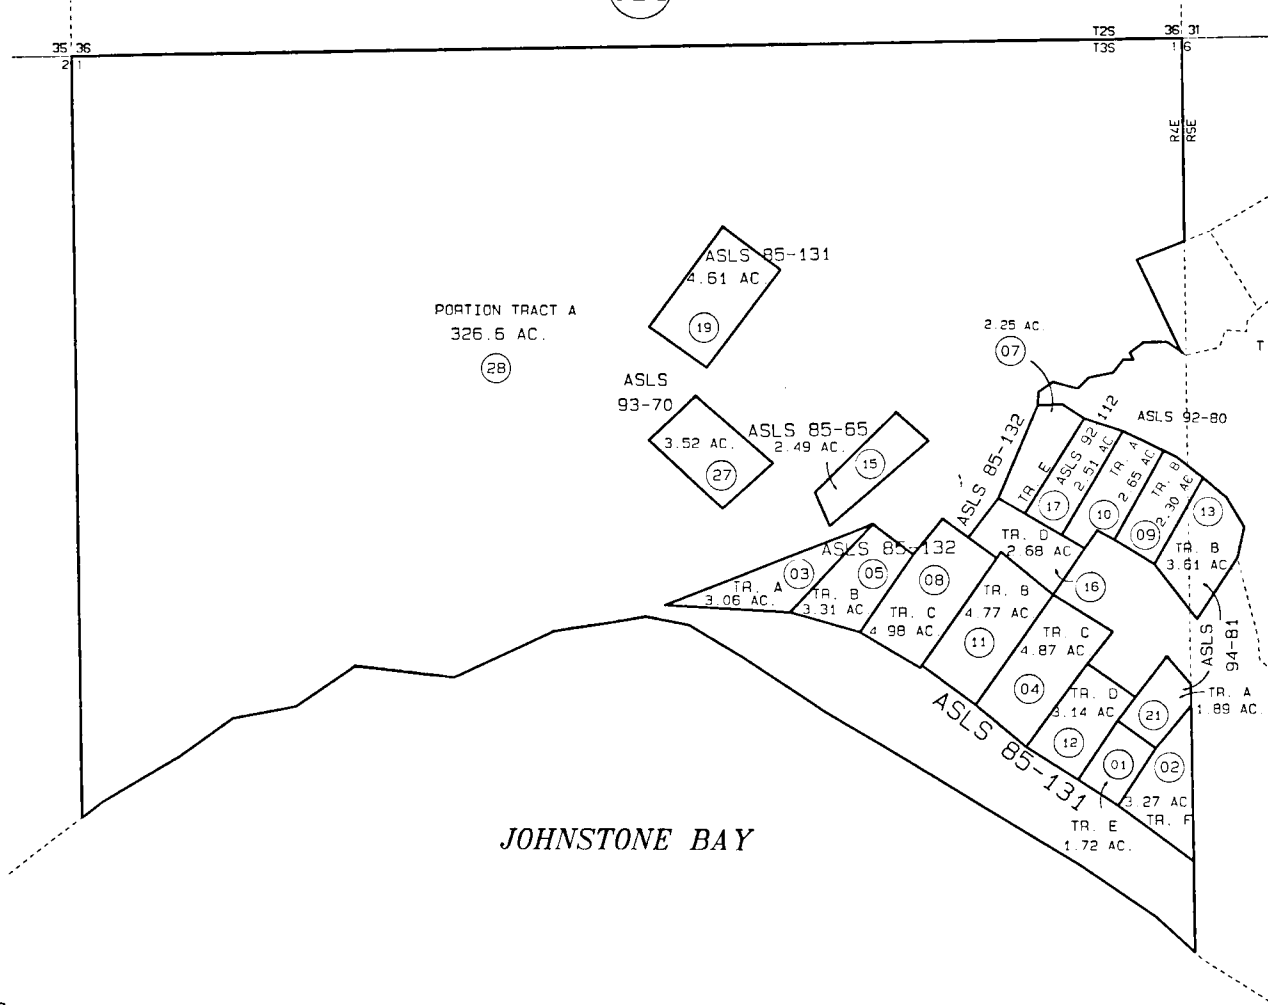 35 36
2 1
T2S
T3S
36 31
1 6
R4E
R5E
ASLS 85-131
4.61 AC.
19
PORTION TRACT A
326.6 AC.
28
2.25 AC.
07
T
ASLS
93-70
3.52 AC.
27
ASLS 85-65
2.49 AC.
15
ASLS 85-132
TR. E
17
ASLS 92-112
2.51 AC
TR. A
2.65 AC
10
ASLS 92-80
TR. B
2.30 AC
09
13
TR. B
3.61 AC.
TR. D
2.68 AC
16
ASLS 85-132
TR. A
3.06 AC.
03
TR. B
3.31 AC.
05
08
TR. C
4.98 AC.
TR. B
4.77 AC
11
TR. C
4.87 AC
04
ASLS
94-81
TR. A
1.89 AC.
21
TR. D
3.14 AC
12
01
02
3.27 AC
TR. F
TR. E
1.72 AC.
ASLS 85-131
JOHNSTONE BAY